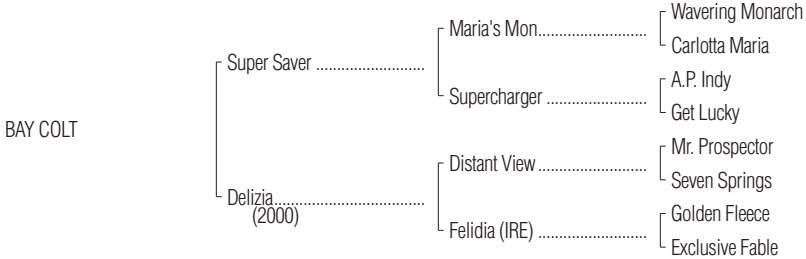 Wavering Monarch
Maria's Mon..........................
Carlotta Maria
Super Saver ..........................
A.P. Indy
Supercharger ........................
Get Lucky
BAY COLT
Mr. Prospector
Distant View ..........................
Seven Springs
Delizia....................................
(2000)
Golden Fleece
Felidia (IRE) ..........................
Exclusive Fable